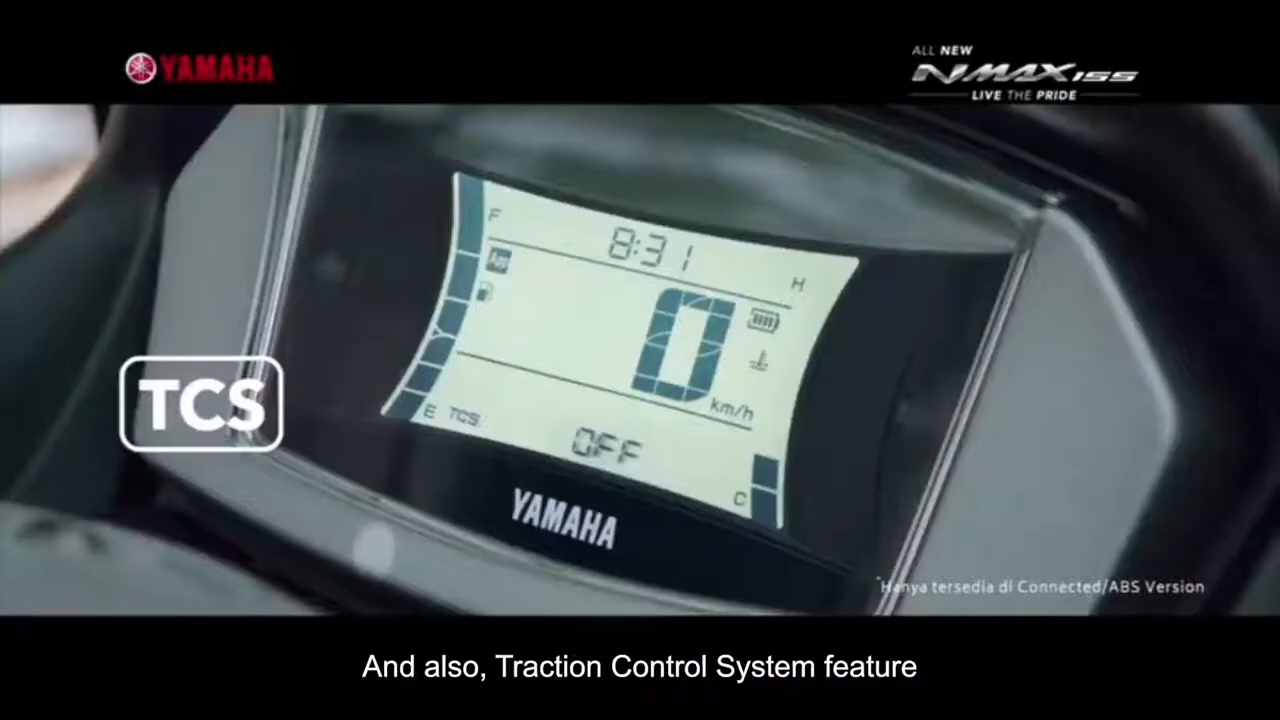 YAMAHA
ALL NEW
NMAX155
LIVE THE PRIDE
F
8:31
H
App
0
km/h
TCS
E TCS
OFF
C
YAMAHA
*Hanya tersedia di Connected/ABS Version
And also, Traction Control System feature